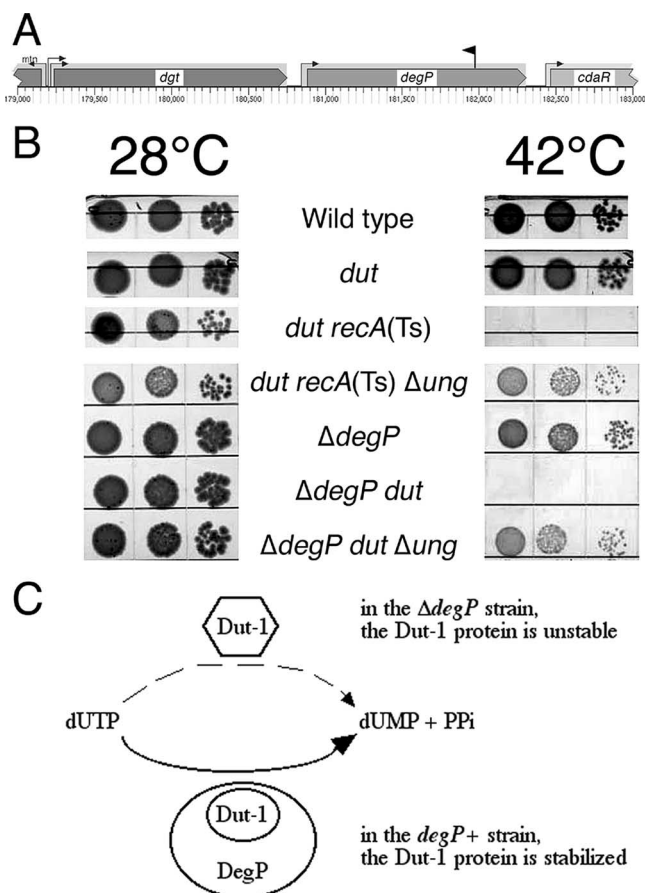 A
mtn
dgt
degP
cdaR
179,000 179,500 180,000 180,500 181,000 181,500 182,000 182,500 183,000
B
28°C 42°C
Wild type
dut
dut recA(Ts)
dut recA(Ts) Δung
ΔdegP
ΔdegP dut
ΔdegP dut Δung
C
Dut-1
in the ΔdegP strain,
the Dut-1 protein is unstable
dUTP
dUMP + PPi
Dut-1
DegP
in the degP+ strain,
the Dut-1 protein is stabilized